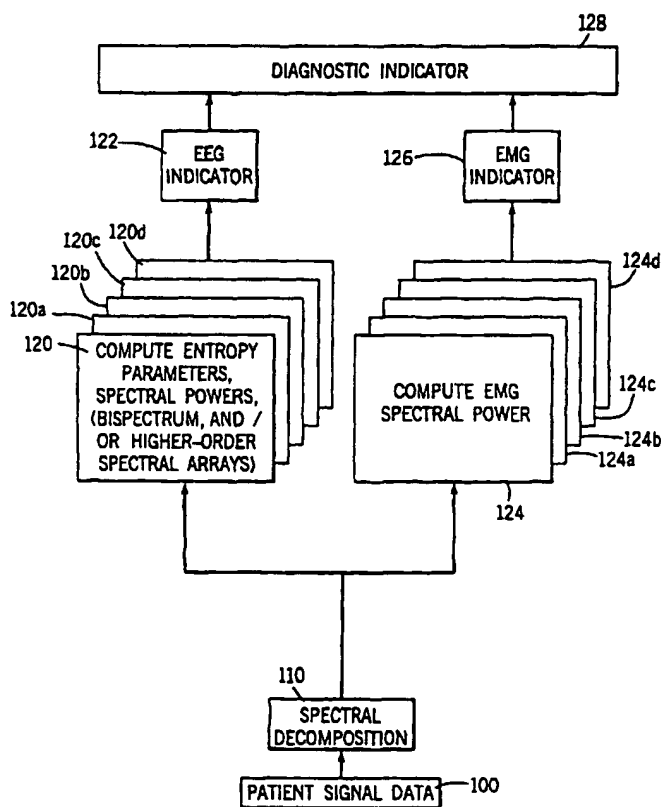 128
DIAGNOSTIC INDICATOR
122
EEG
INDICATOR
126
EMG
INDICATOR
120d
120c
120b
120a
120
COMPUTE ENTROPY
PARAMETERS,
SPECTRAL POWERS,
(BISPECTRUM, AND /
OR HIGHER-ORDER
SPECTRAL ARRAYS)
124d
COMPUTE EMG
SPECTRAL POWER
124c
124b
124a
124
110
SPECTRAL
DECOMPOSITION
PATIENT SIGNAL DATA
100